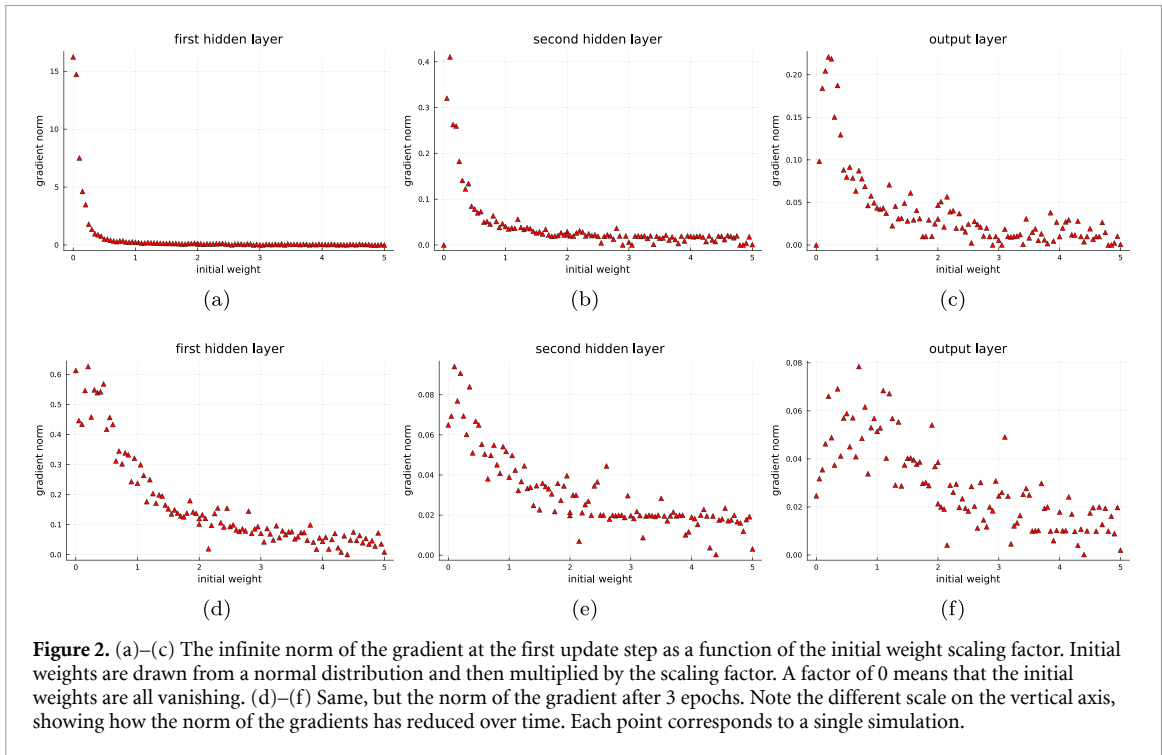 first hidden layer
second hidden layer
output layer
gradient norm
15
10
5
0
0 1 2 3 4 5
initial weight
gradient norm
0.4
0.3
0.2
0.1
0.0
0 1 2 3 4 5
initial weight
gradient norm
0.20
0.15
0.10
0.05
0.00
0 1 2 3 4 5
initial weight
(a)
(b)
(c)
first hidden layer
second hidden layer
output layer
gradient norm
0.6
0.5
0.4
0.3
0.2
0.1
0.0
0 1 2 3 4 5
initial weight
gradient norm
0.08
0.06
0.04
0.02
0.00
0 1 2 3 4 5
initial weight
gradient norm
0.08
0.06
0.04
0.02
0.00
0 1 2 3 4 5
initial weight
(d)
(e)
(f)
Figure 2. (a)–(c) The infinite norm of the gradient at the first update step as a function of the initial weight scaling factor. Initial
weights are drawn from a normal distribution and then multiplied by the scaling factor. A factor of 0 means that the initial
weights are all vanishing. (d)–(f) Same, but the norm of the gradient after 3 epochs. Note the different scale on the vertical axis,
showing how the norm of the gradients has reduced over time. Each point corresponds to a single simulation.